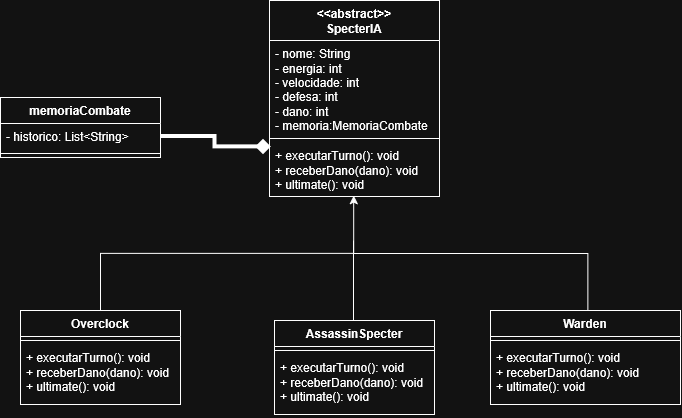 <<abstract>>
SpecterIA
- nome: String
- energia: int
- velocidade: int
- defesa: int
- dano: int
- memoria:MemoriaCombate
+ executarTurno(): void
+ receberDano(dano): void
+ ultimate(): void
memoriaCombate
- historico: List<String>
Overclock
+ executarTurno(): void
+ receberDano(dano): void
+ ultimate(): void
AssassinSpecter
+ executarTurno(): void
+ receberDano(dano): void
+ ultimate(): void
Warden
+ executarTurno(): void
+ receberDano(dano): void
+ ultimate(): void